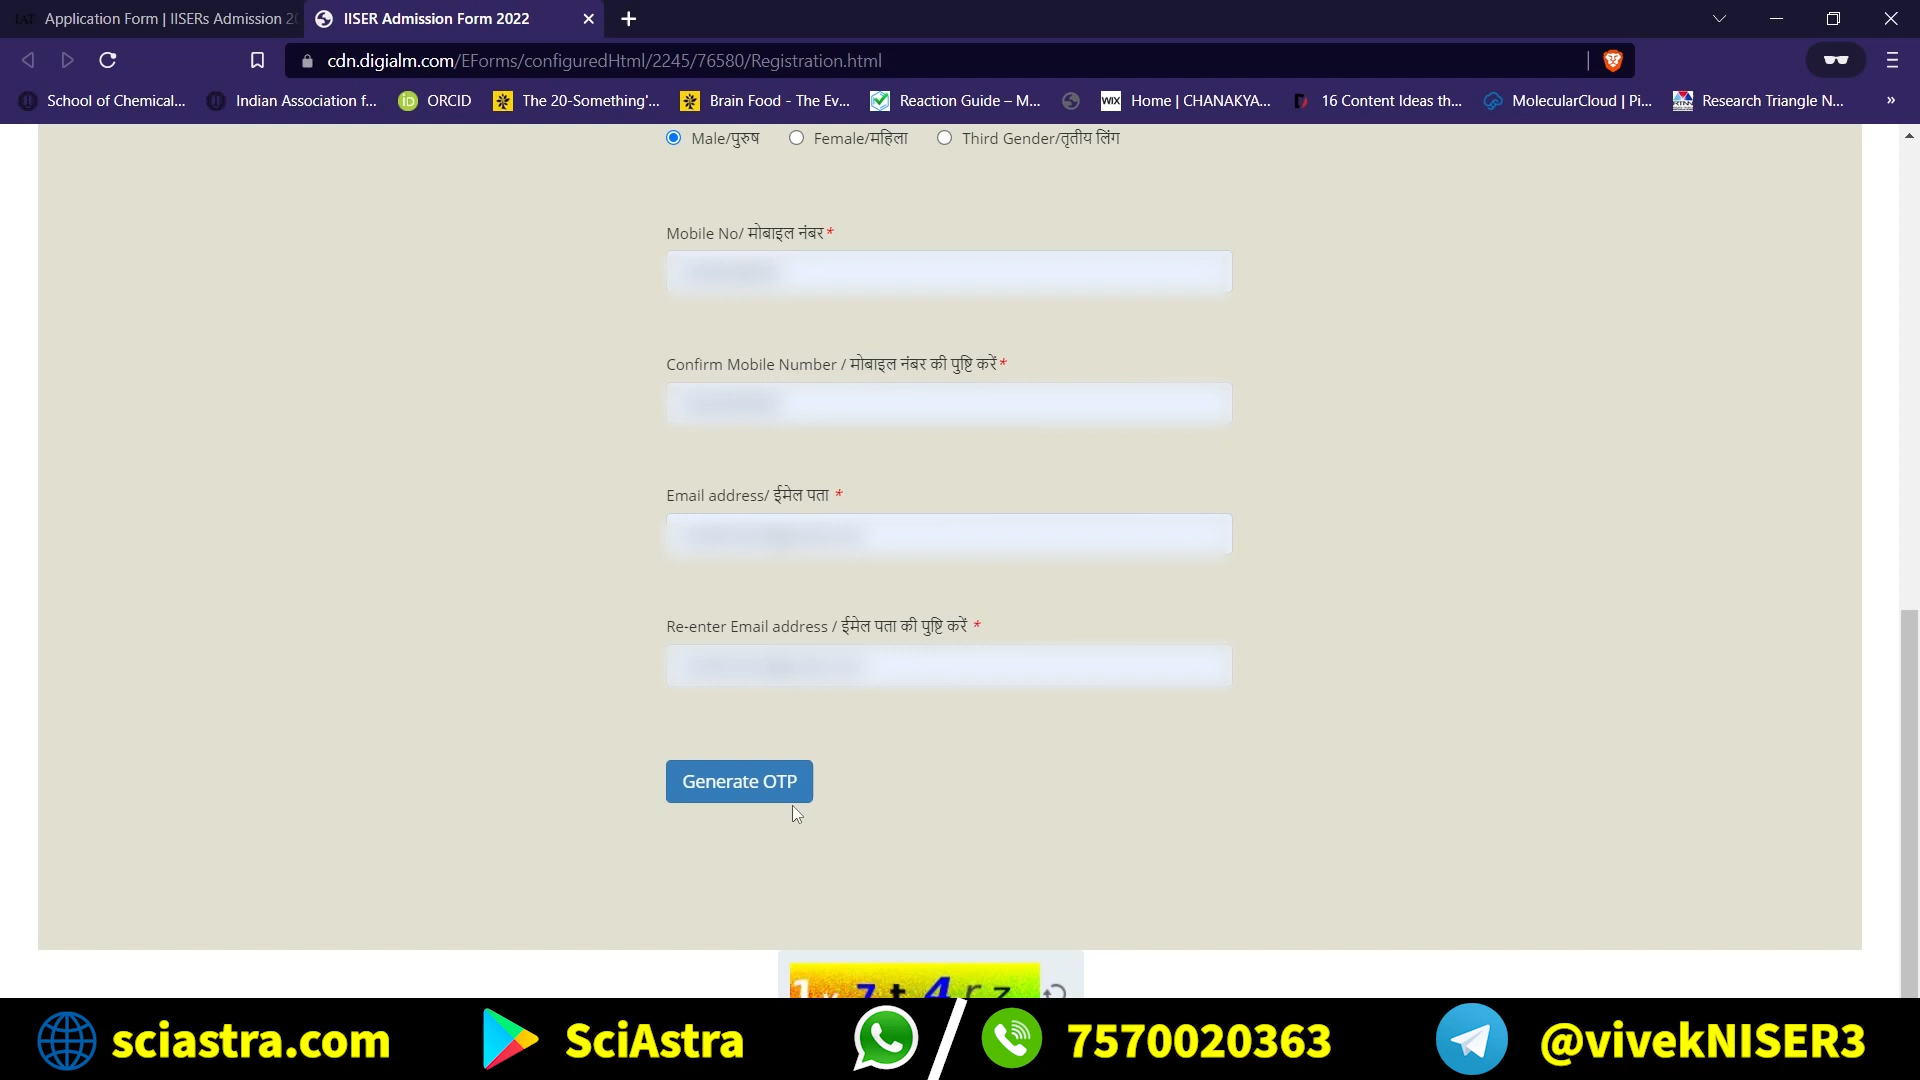 Application Form | IISERs Admission 20
IISER Admission Form 2022
cdn.digialm.com/EForms/configuredHtml/2245/76580/Registration.html
School of Chemical... Indian Association f... ORCID The 20-Something'... Brain Food - The Ev... Reaction Guide – M... WIX Home | CHANAKYA... 16 Content Ideas th... MolecularCloud | Pi... Research Triangle N... »
Male/पुरुष Female/महिला Third Gender/तृतीय लिंग
Mobile No/ मोबाइल नंबर*
Confirm Mobile Number / मोबाइल नंबर की पुष्टि करें*
Email address/ ईमेल पता *
Re-enter Email address / ईमेल पता की पुष्टि करें *
Generate OTP
sciastra.com SciAstra 7570020363 @vivekNISER3